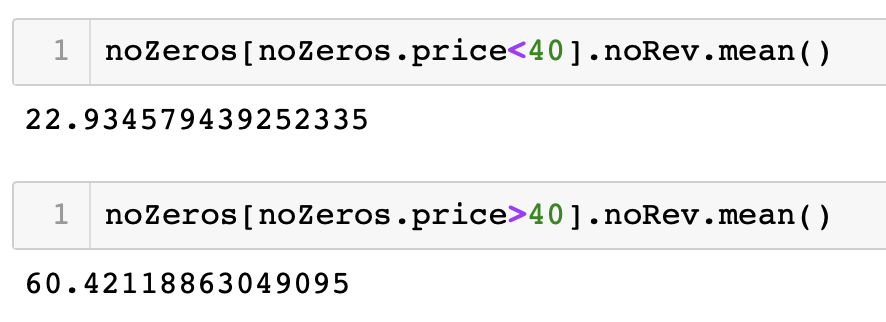 1 noZeros[noZeros.price<40].noRev.mean()
22.934579439252335
1 noZeros[noZeros.price>40].noRev.mean()
60.42118863049095